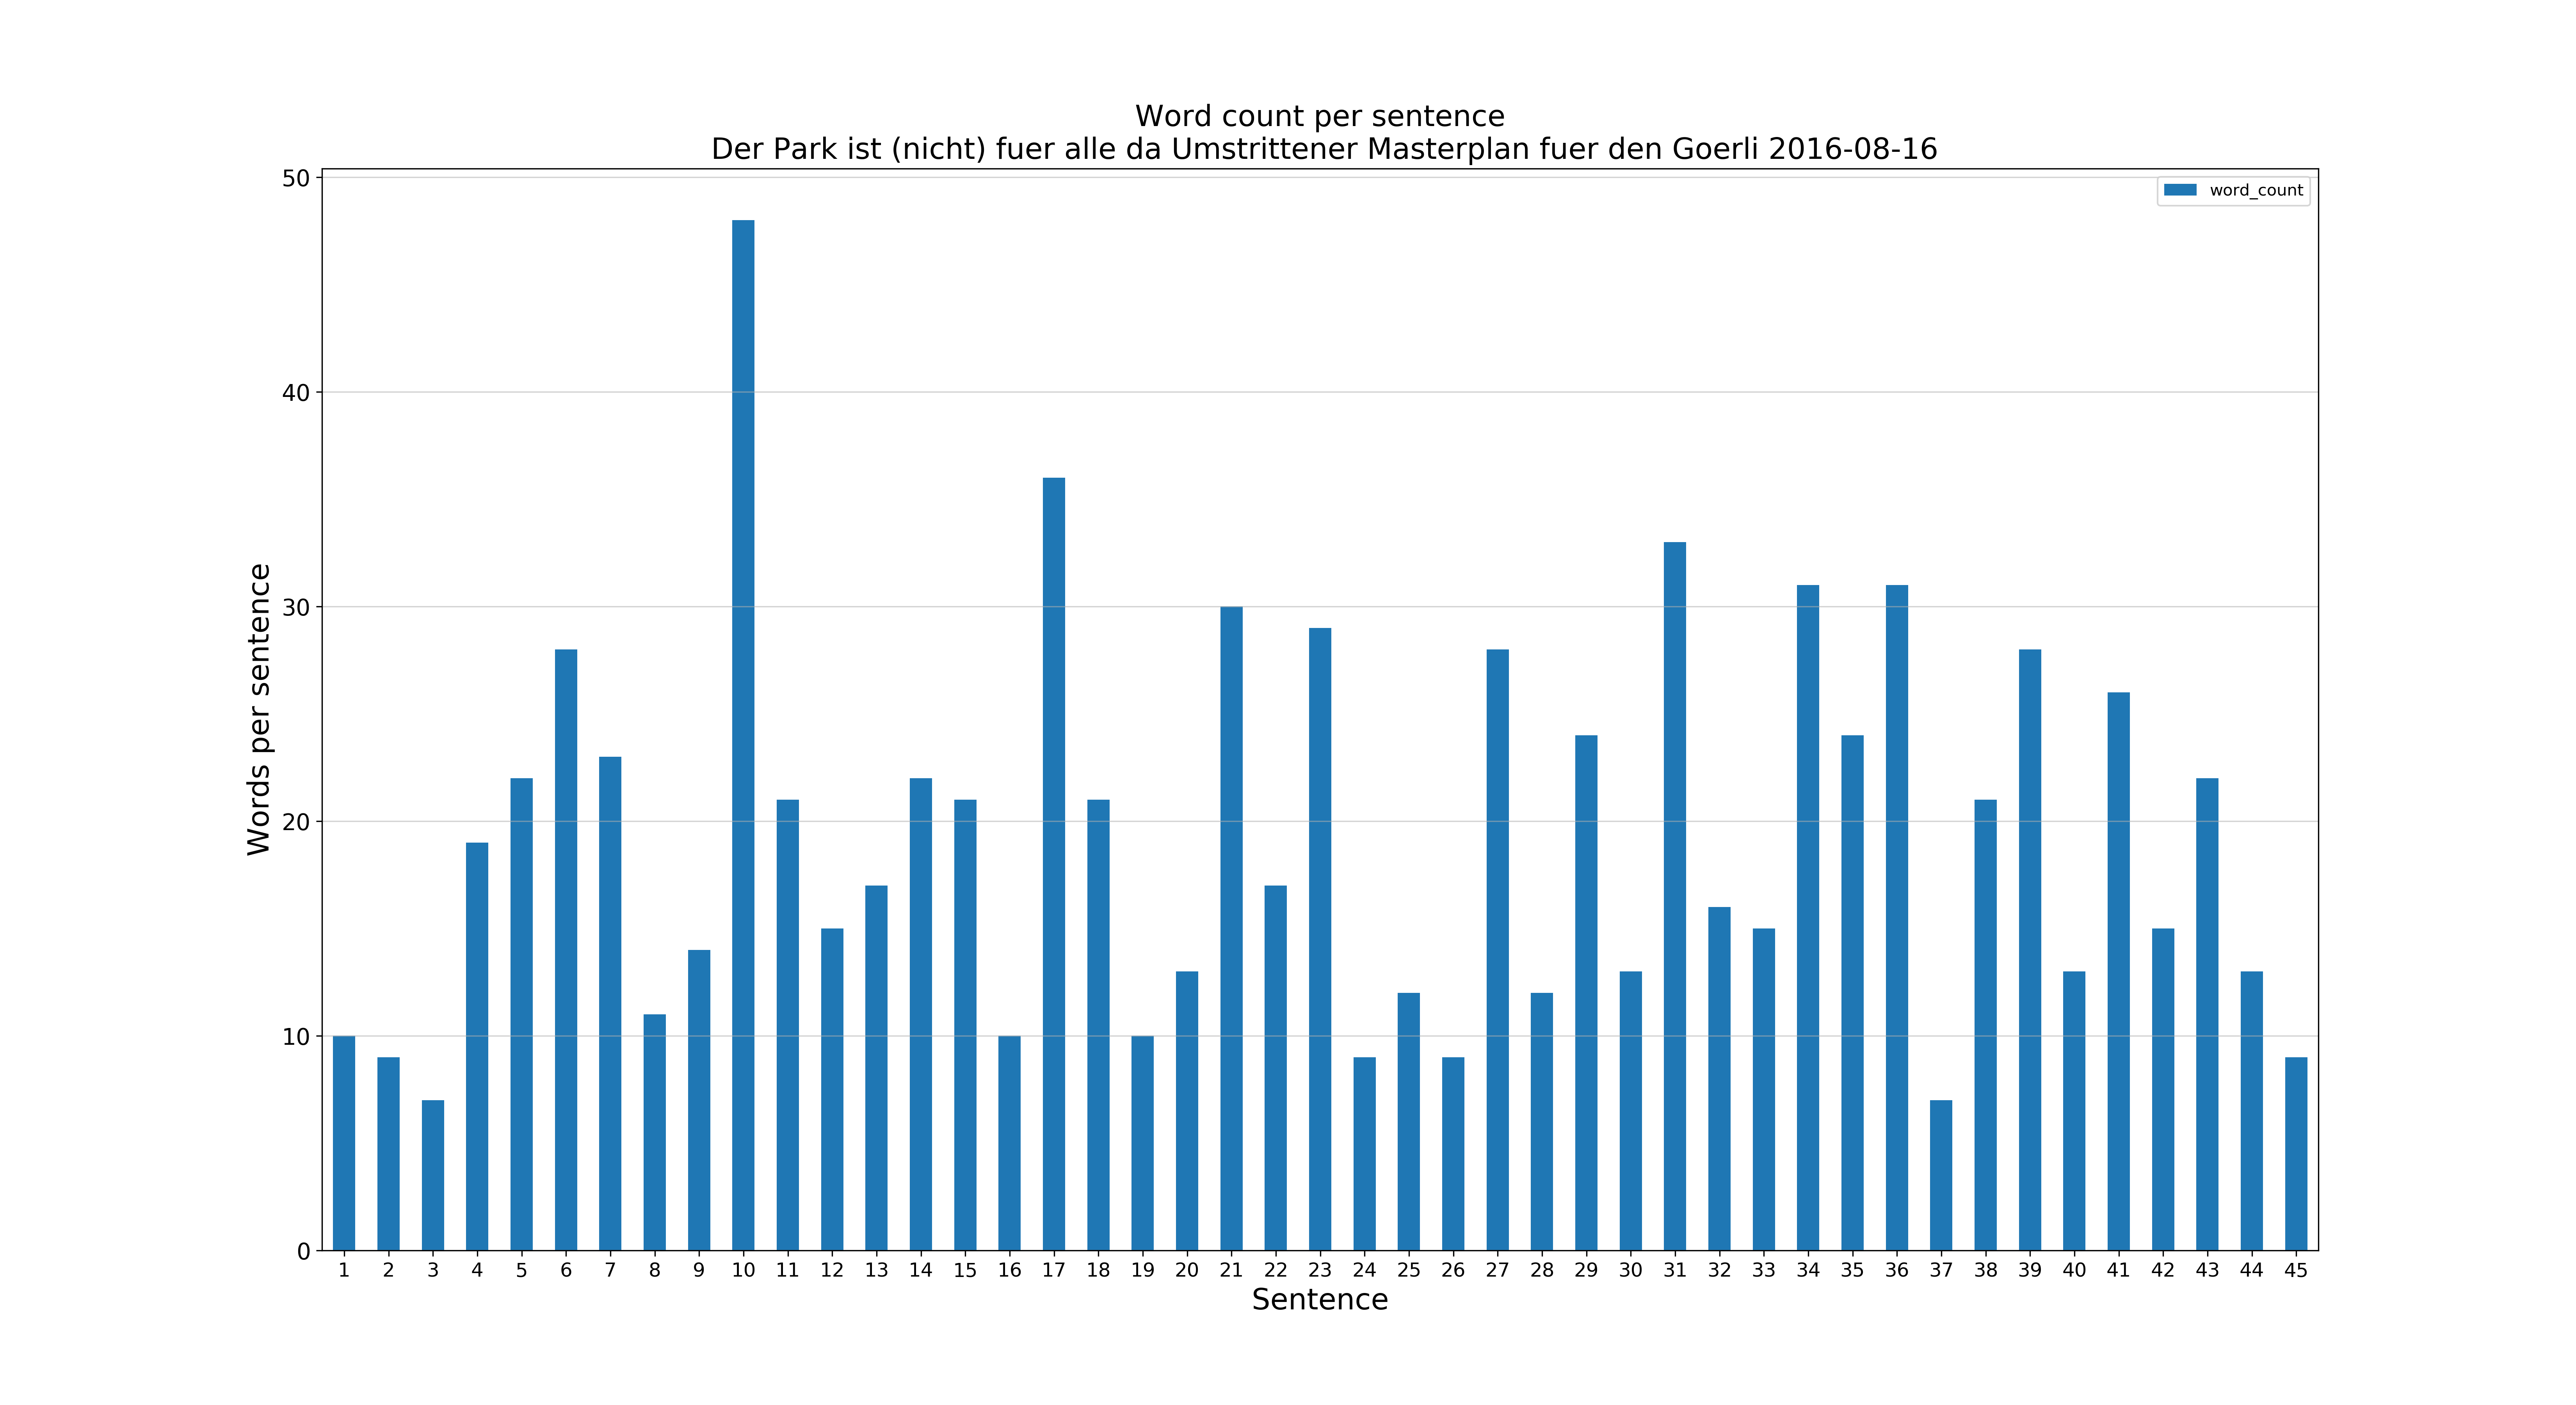 Word count per sentence
Der Park ist (nicht) fuer alle da Umstrittener Masterplan fuer den Goerli 2016-08-16
word_count
50
40
30
20
10
0
Words per sentence
1 2 3 4 5 6 7 8 9 10 11 12 13 14 15 16 17 18 19 20 21 22 23 24 25 26 27 28 29 30 31 32 33 34 35 36 37 38 39 40 41 42 43 44 45
Sentence